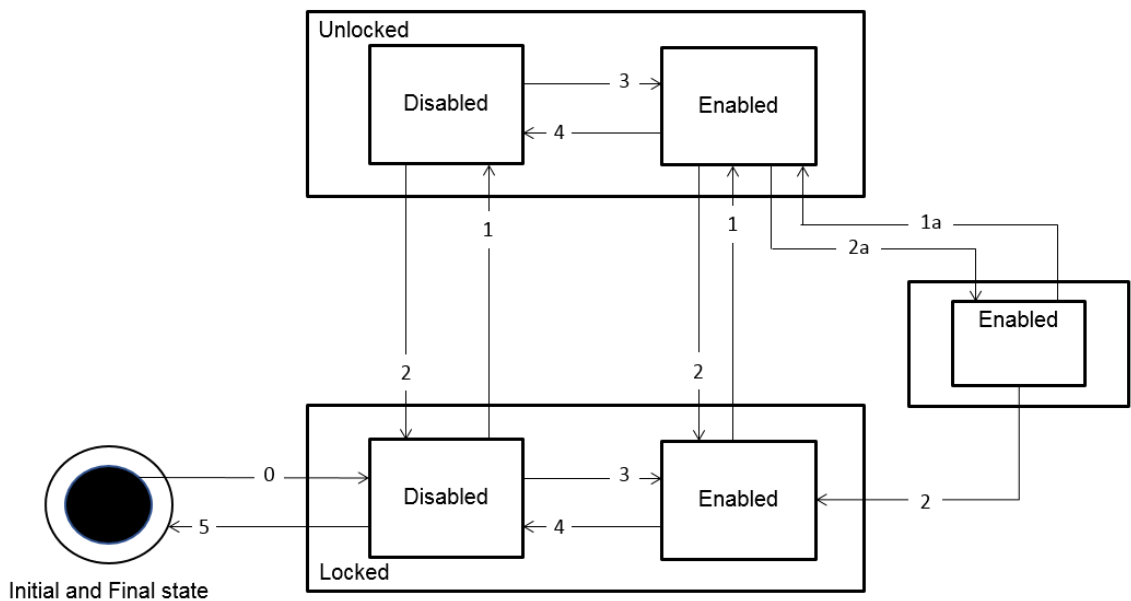 Unlocked
Disabled
3
Enabled
4
1
1
1a
2a
Enabled
2
2
0
Disabled
3
Enabled
2
5
4
Locked
Initial and Final state